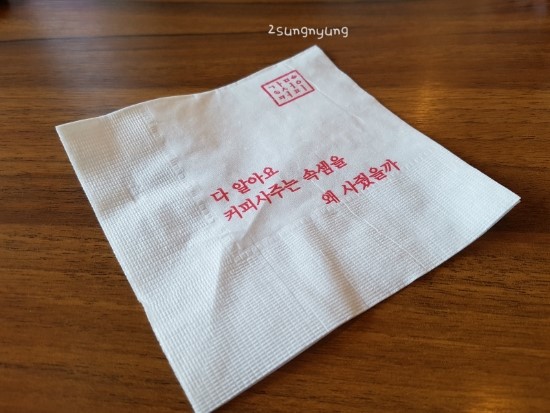 2sungnyung
다 알아요
커피사주는 속셈을
왜 사줬을까